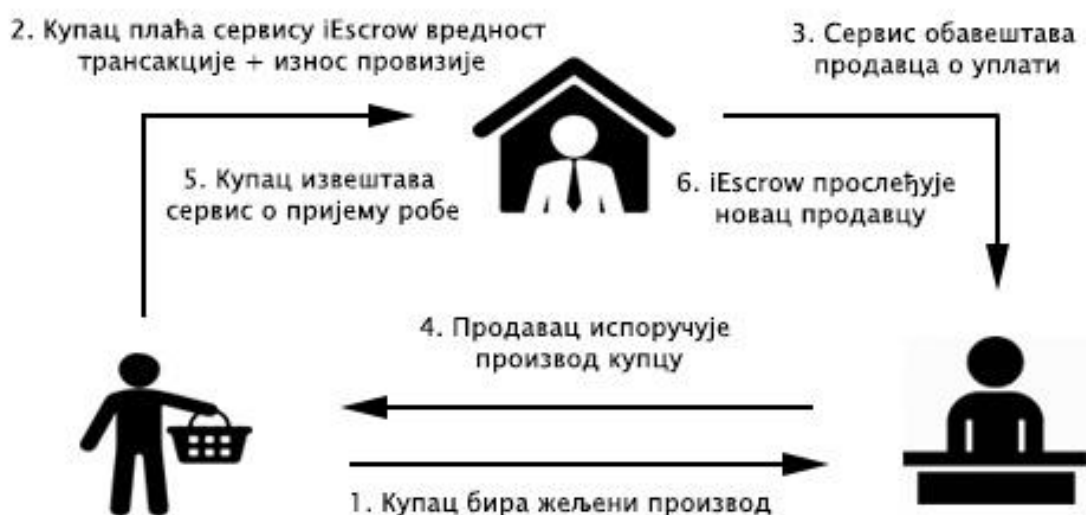 2. Купац плаћа сервису iEscrow вредност
трансакције + износ провизије
3. Сервис обавештава
продавца о уплати
5. Купац извештава
сервис о пријему робе
6. iEscrow прослеђује
новац продавцу
4. Продавац испоручује
производ купцу
1. Купац бира жељени производ